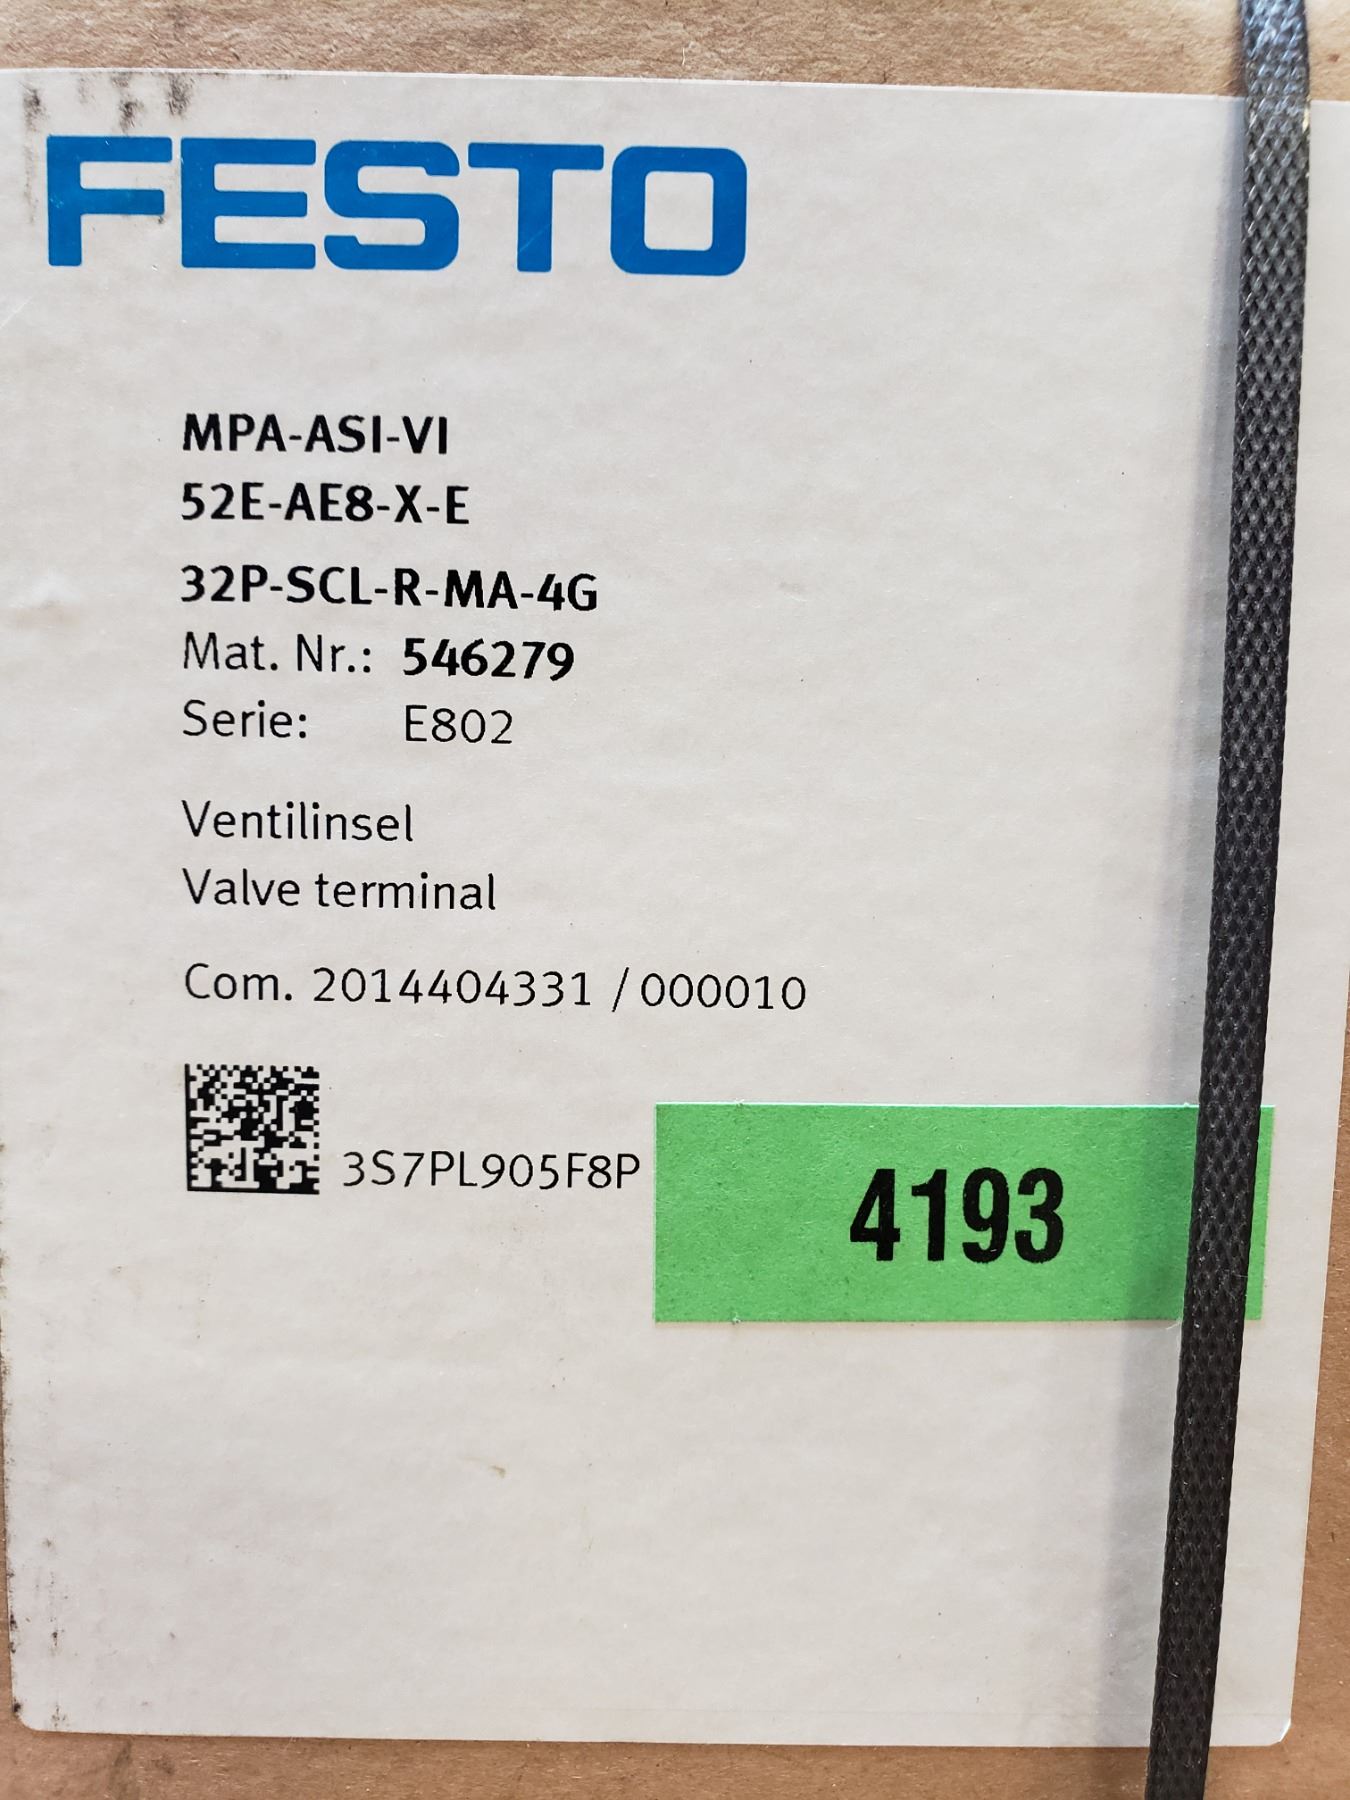 FESTO
MPA-ASI-VI
52E-AE8-X-E
32P-SCL-R-MA-4G
Mat. Nr.: 546279
Serie: E802
Ventilinsel
Valve terminal
Com. 2014404331 / 000010
3S7PL905F8P
4193